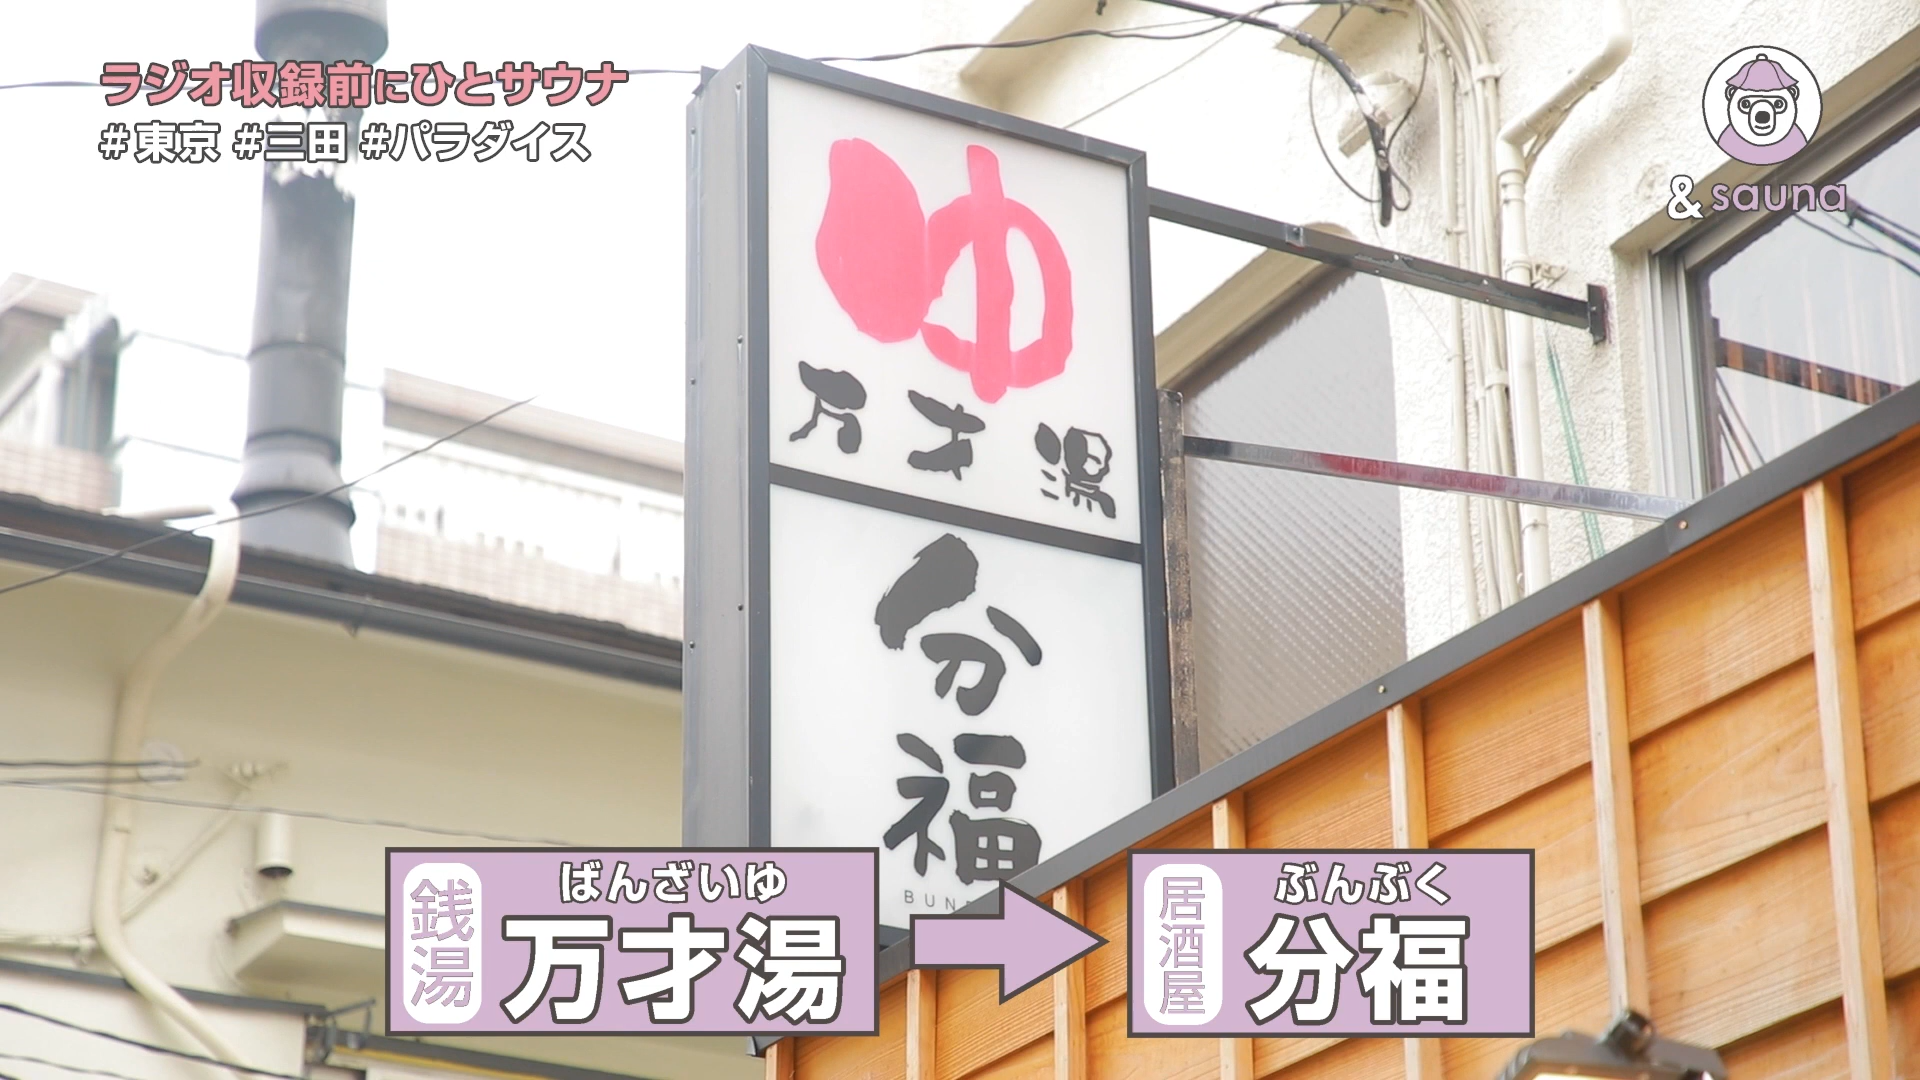 ラジオ収録前にひとサウナ
#東京 #三田 #パラダイス
& sauna
ゆ
万才湯
分福
BUN
銭湯
ばんざいゆ
万才湯
居酒屋
ぶんぶく
分福